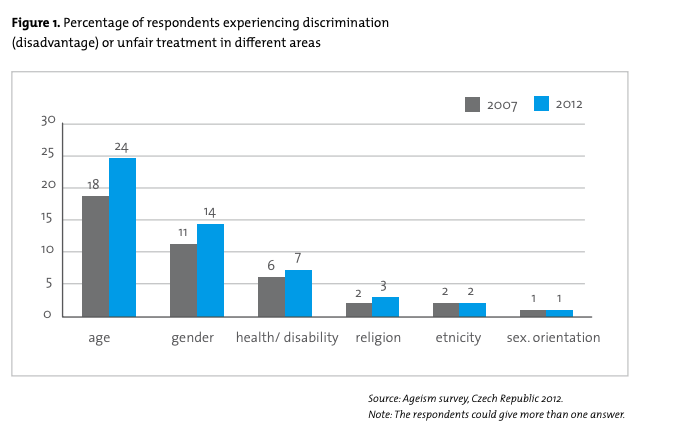 Figure 1. Percentage of respondents experiencing discrimination
(disadvantage) or unfair treatment in different areas
2007 2012
30
25
20
15
10
5
0
18 24
11 14
6 7
2 3
2 2
1 1
age gender health/ disability religion etnicity sex. orientation
Source: Ageism survey, Czech Republic 2012.
Note: The respondents could give more than one answer.